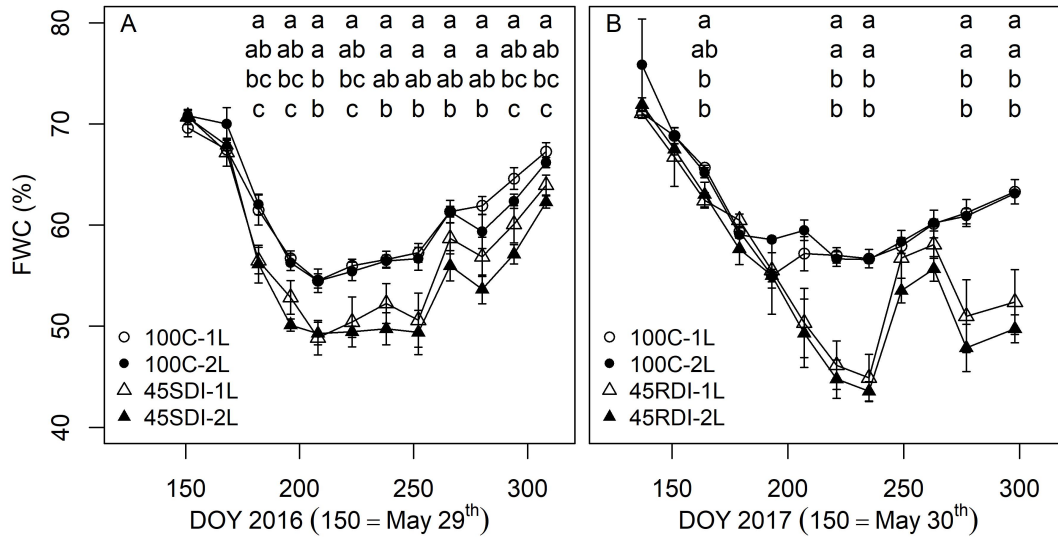 A
a a a a a a a a a a
ab ab a ab a a a a ab ab
bc bc b bc ab ab ab ab bc bc
c c b c b b b b c c
80
70
60
50
40
FWC (%)
100C-1L
100C-2L
45SDI-1L
45SDI-2L
150 200 250 300
DOY 2016 (150 = May 29th)
B
a a a a a
ab a a a a
b b b b b
b b b b b
100C-1L
100C-2L
45RDI-1L
45RDI-2L
150 200 250 300
DOY 2017 (150 = May 30th)